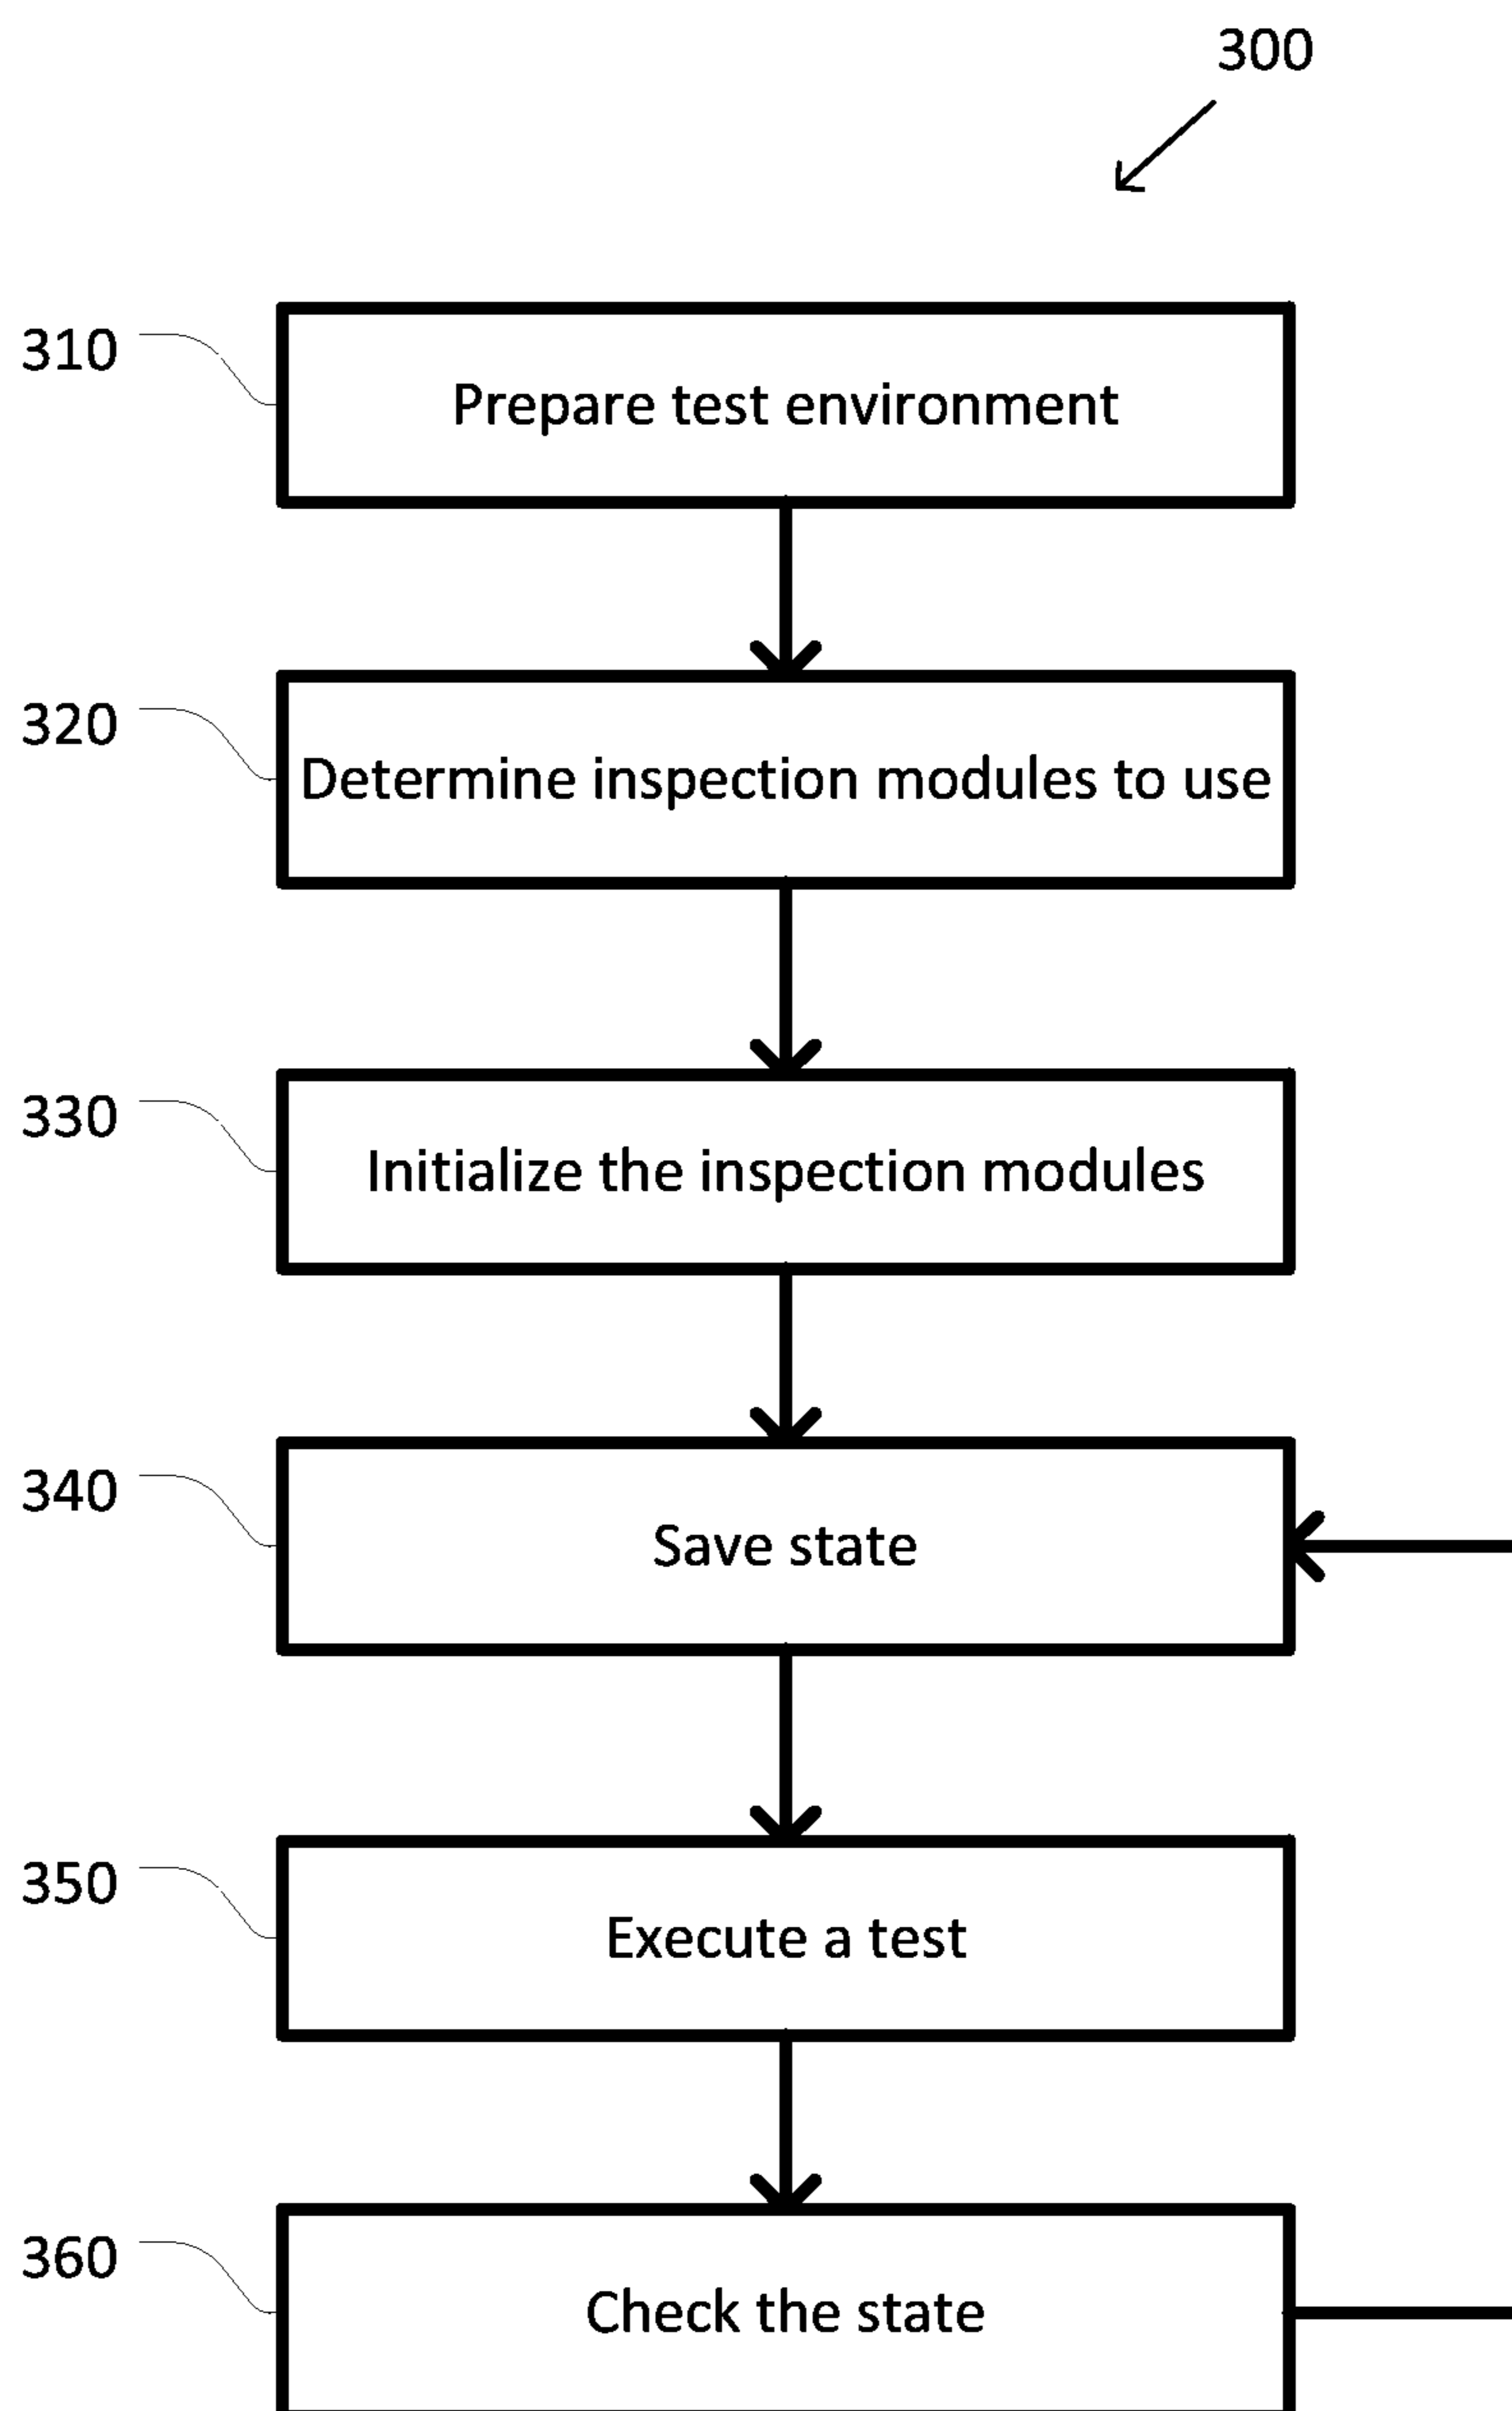 300
310
Prepare test environment
320
Determine inspection modules to use
330
Initialize the inspection modules
340
Save state
350
Execute a test
360
Check the state